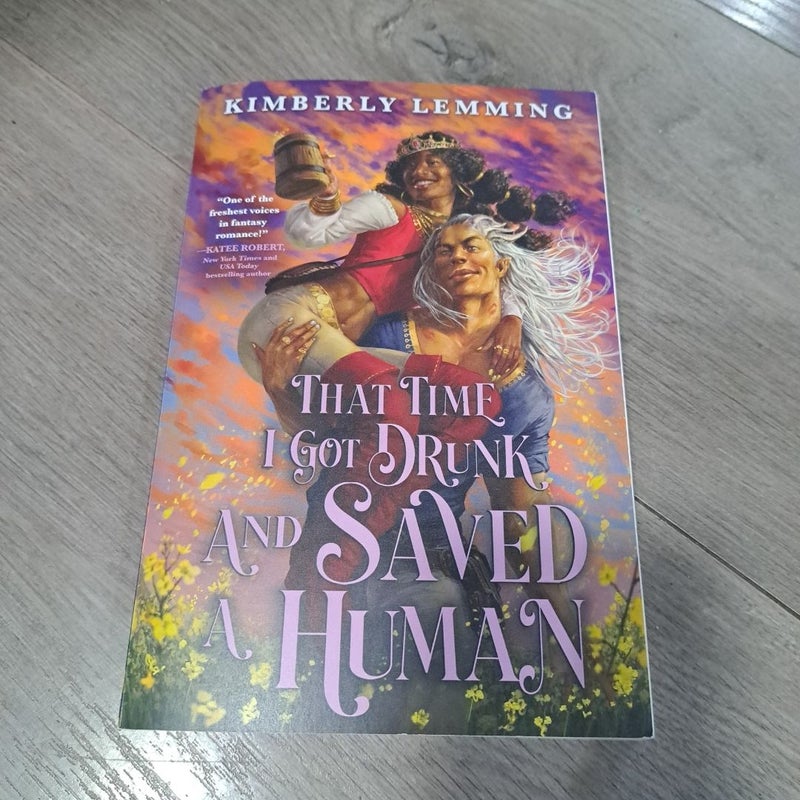 KIMBERLY LEMMING
"One of the
freshest voices
in fantasy
romance!"
—KATEE ROBERT,
New York Times and
USA Today
bestselling author
THAT TIME
I GOT DRUNK
AND SAVED
A HUMAN